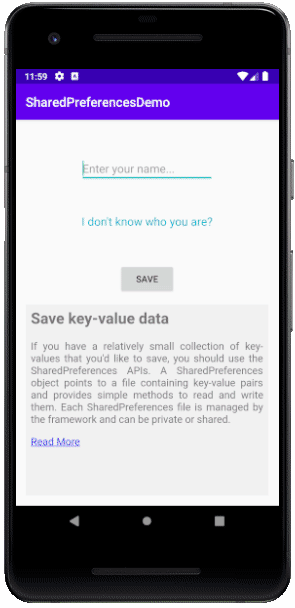 11:59
SharedPreferencesDemo
Enter your name...
I don't know who you are?
SAVE
Save key-value data
If you have a relatively small collection of key-
values that you'd like to save, you should use the
SharedPreferences APIs. A SharedPreferences
object points to a file containing key-value pairs
and provides simple methods to read and write
them. Each SharedPreferences file is managed by
the framework and can be private or shared.
Read More